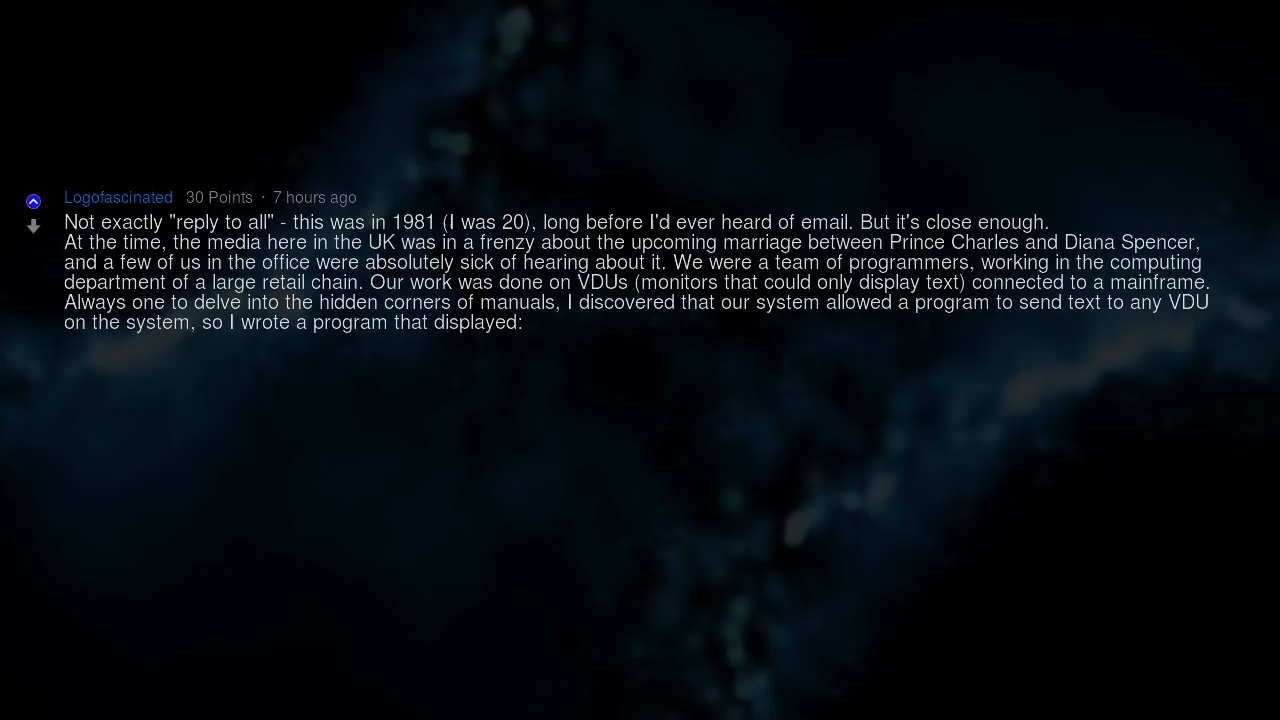 Logofascinated 30 Points · 7 hours ago
Not exactly "reply to all" - this was in 1981 (I was 20), long before I'd ever heard of email. But it's close enough.
At the time, the media here in the UK was in a frenzy about the upcoming marriage between Prince Charles and Diana Spencer,
and a few of us in the office were absolutely sick of hearing about it. We were a team of programmers, working in the computing
department of a large retail chain. Our work was done on VDUs (monitors that could only display text) connected to a mainframe.
Always one to delve into the hidden corners of manuals, I discovered that our system allowed a program to send text to any VDU
on the system, so I wrote a program that displayed: